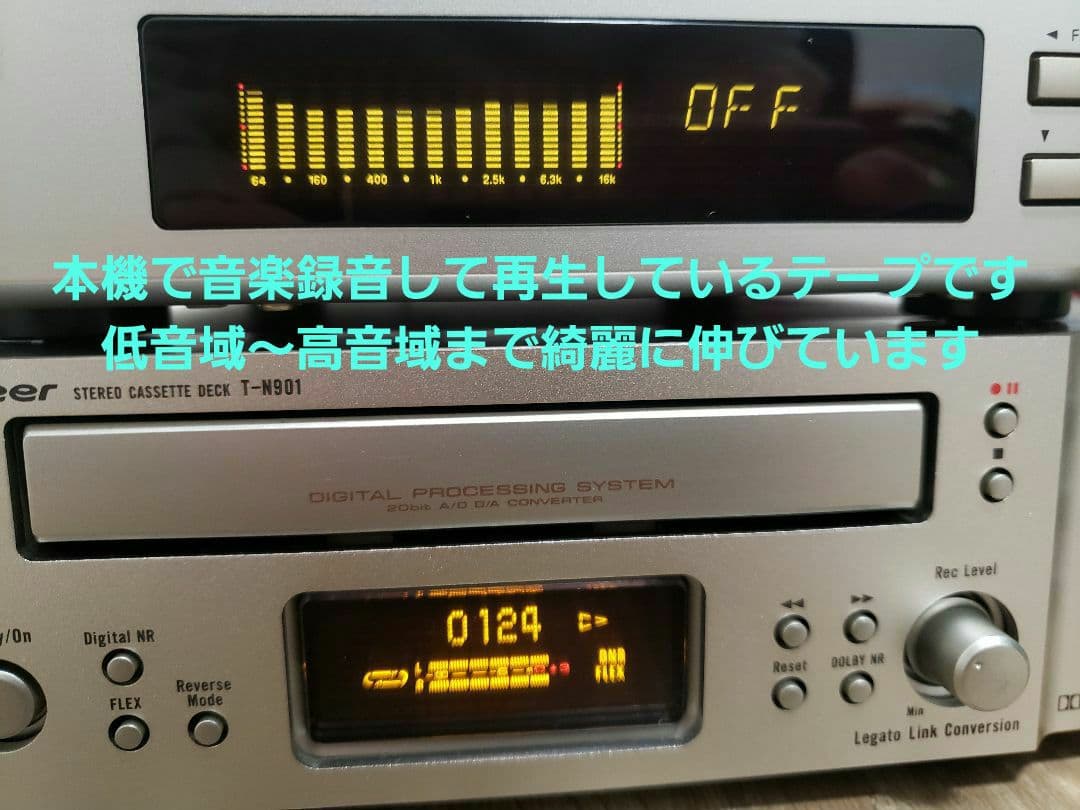 ◀ F
OFF
▼
64 • 160 • 400 • 1k • 2.5k • 6.3k • 16k
本機で音楽録音して再生しているテープです
低音域～高音域まで綺麗に伸びています
eer STEREO CASSETTE DECK T-N901
DIGITAL PROCESSING SYSTEM
20bit A/D D/A CONVERTER
Rec Level
y/On
Digital NR
0124
DNR
FLEX
◀◀ ▶▶
Reset DOLBY NR
FLEX
Reverse
Mode
Min
Legato Link Conversion